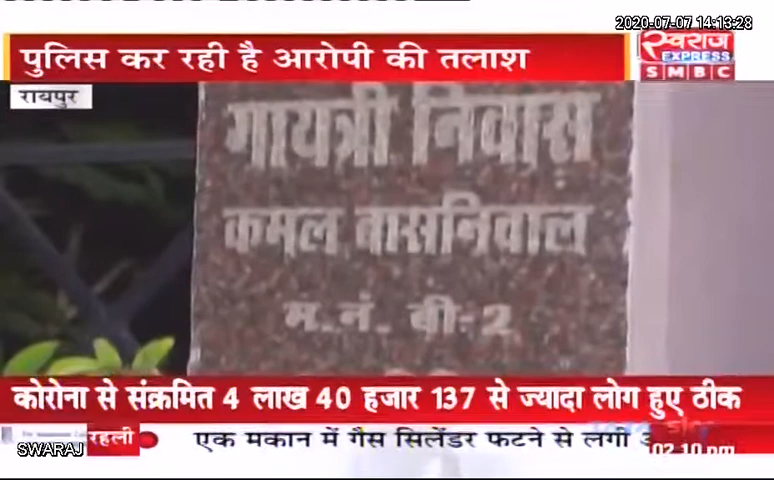 2020-07-07 14:13:28
पुलिस कर रही है आरोपी की तलाश
स्वराज
EXPRESS
SMBC
रायपुर
गायत्री निवास
कमल बासनिवाल
म.नं. बी-2
कोरोना से संक्रमित 4 लाख 40 हजार 137 से ज्यादा लोग हुए ठीक
रहली
एक मकान में गैस सिलेंडर फटने से लगी
SWARAJ
02.10 pm